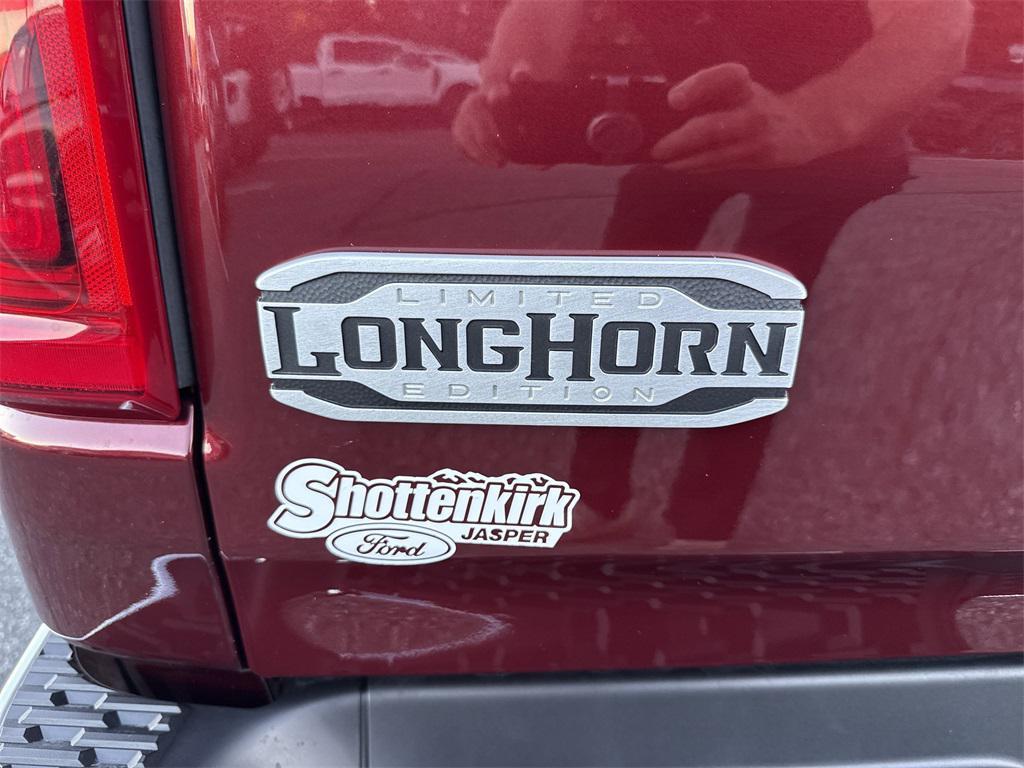 LIMITED
LONGHORN
EDITION
Shottenkirk
JASPER
Ford